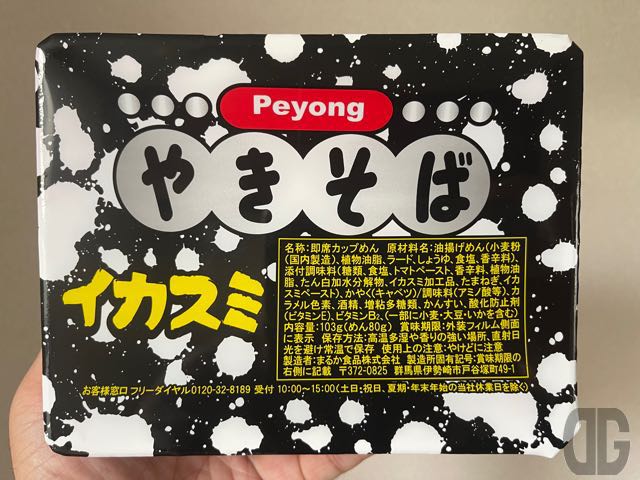 Peyong
やきそば
イカスミ
名称:即席カップめん 原材料名:油揚げめん(小麦粉
(国内製造)、植物油脂、ラード、しょうゆ、食塩、香辛料)、
添付調味料(糖類、食塩、トマトペースト、香辛料、植物油
脂、たん白加水分解物、イカスミ加工品、たまねぎ、イカ
スミペースト)、かやく(キャベツ)/調味料(アミノ酸等)、カ
ラメル色素、酒精、増粘多糖類、かんすい、酸化防止剤
(ビタミンE)、ビタミンB2、(一部に小麦・大豆・いかを含む)
内容量:103g(めん80g) 賞味期限:外装フィルム側面
に表示 保存方法:高温多湿や香りの強い場所、直射日
光を避け常温で保存 使用上の注意:やけどに注意
製造者:まるか食品株式会社 製造所固有記号:賞味期限の
右側に記載 〒372-0825 群馬県伊勢崎市戸谷塚町49-1
お客様窓口 フリーダイヤル0120-32-8189 受付 10:00~15:00(土・日・祝日、夏期・年末年始の当社休業日を除く)
DG